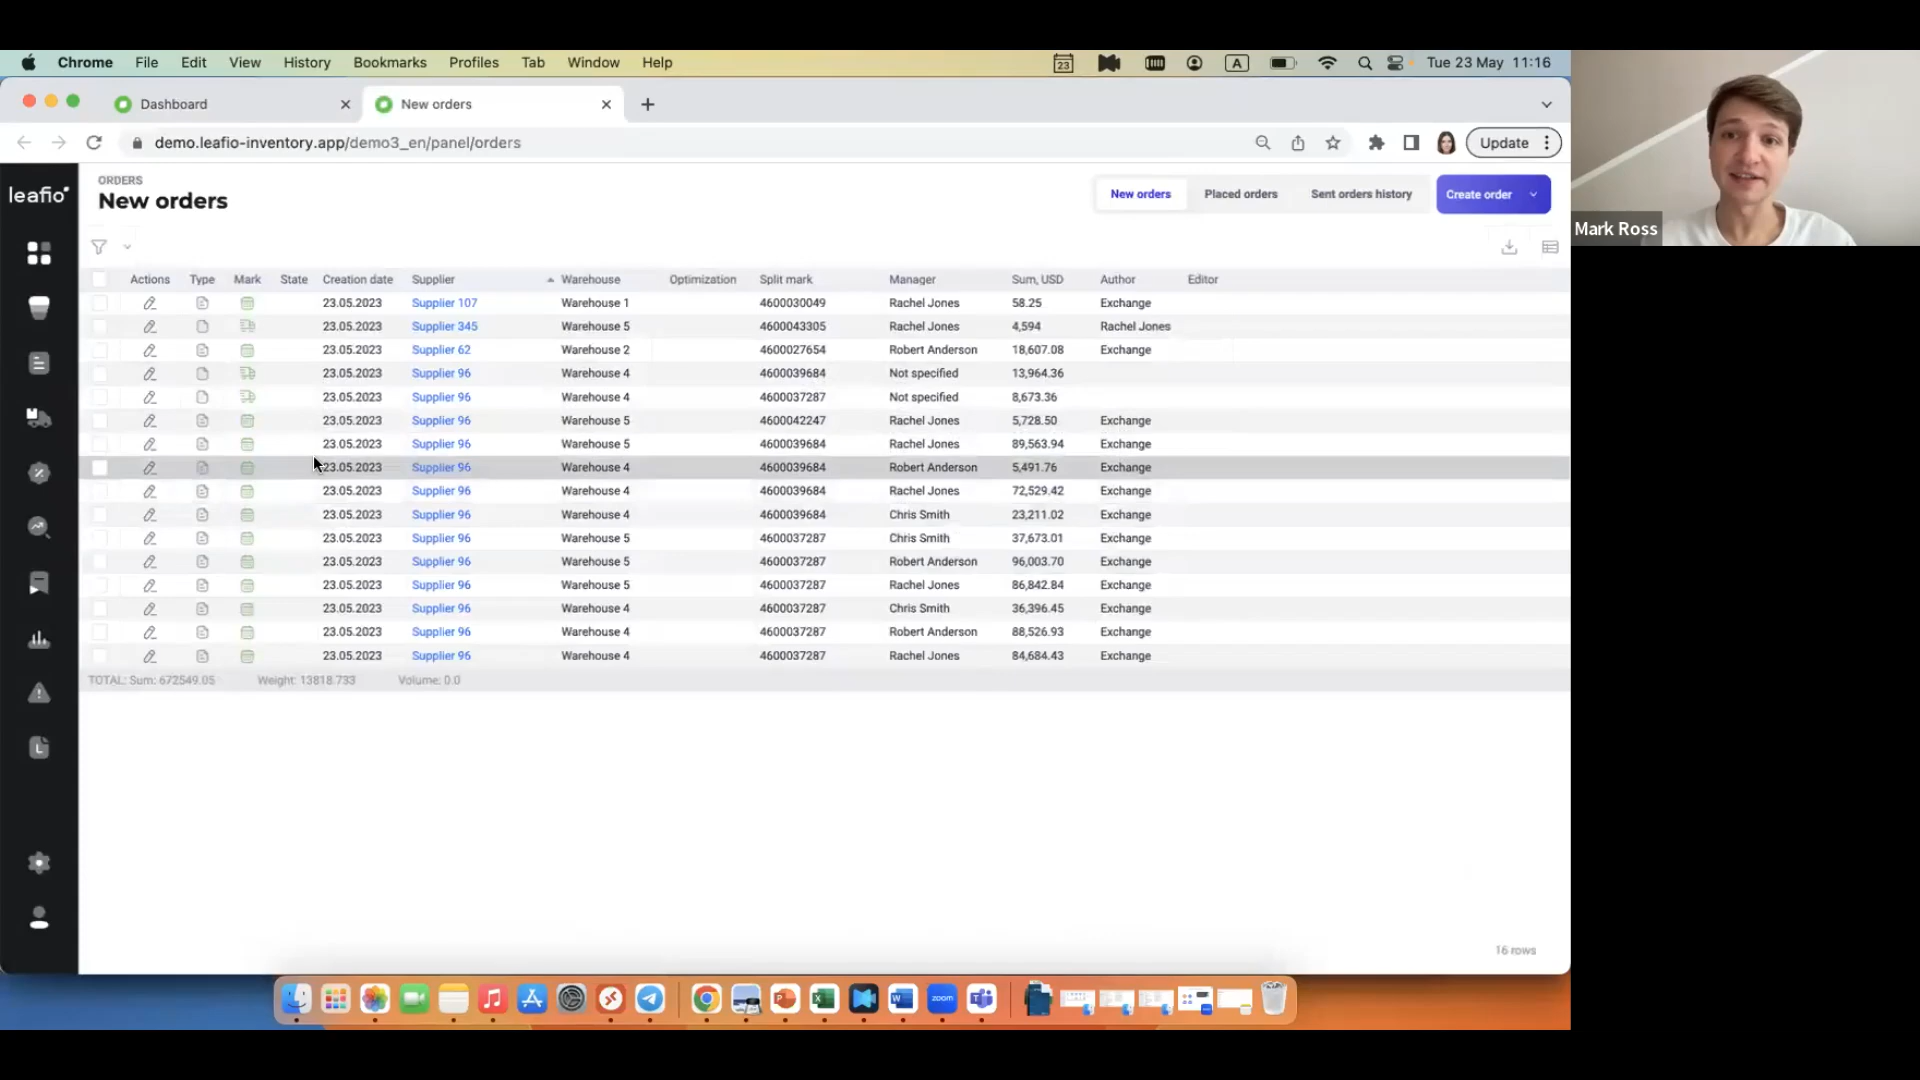 Chrome File Edit View History Bookmarks Profiles Tab Window Help 23 A Tue 23 May 11:16
Dashboard New orders
demo.leafio-inventory.app/demo3_en/panel/orders Update
leafio
ORDERS
New orders
New orders Placed orders Sent orders history Create order
Actions Type Mark State Creation date Supplier Warehouse Optimization Split mark Manager Sum, USD Author Editor
23.05.2023 Supplier 107 Warehouse 1 4600030049 Rachel Jones 58.25 Exchange
23.05.2023 Supplier 345 Warehouse 5 4600043305 Rachel Jones 4,594 Rachel Jones
23.05.2023 Supplier 62 Warehouse 2 4600027654 Robert Anderson 18,607.08 Exchange
23.05.2023 Supplier 96 Warehouse 4 4600039684 Not specified 13,964.36
23.05.2023 Supplier 96 Warehouse 4 4600037287 Not specified 8,673.36
23.05.2023 Supplier 96 Warehouse 5 4600042247 Rachel Jones 5,728.50 Exchange
23.05.2023 Supplier 96 Warehouse 5 4600039684 Rachel Jones 89,563.94 Exchange
23.05.2023 Supplier 96 Warehouse 4 4600039684 Robert Anderson 5,491.76 Exchange
23.05.2023 Supplier 96 Warehouse 4 4600039684 Rachel Jones 72,529.42 Exchange
23.05.2023 Supplier 96 Warehouse 4 4600039684 Chris Smith 23,211.02 Exchange
23.05.2023 Supplier 96 Warehouse 5 4600037287 Chris Smith 37,673.01 Exchange
23.05.2023 Supplier 96 Warehouse 5 4600037287 Robert Anderson 96,003.70 Exchange
23.05.2023 Supplier 96 Warehouse 5 4600037287 Rachel Jones 86,842.84 Exchange
23.05.2023 Supplier 96 Warehouse 4 4600037287 Chris Smith 36,396.45 Exchange
23.05.2023 Supplier 96 Warehouse 4 4600037287 Robert Anderson 88,526.93 Exchange
23.05.2023 Supplier 96 Warehouse 4 4600037287 Rachel Jones 84,684.43 Exchange
TOTAL: Sum: 672549.05 Weight: 13818.733 Volume: 0.0
16 rows
zoom
Mark Ross